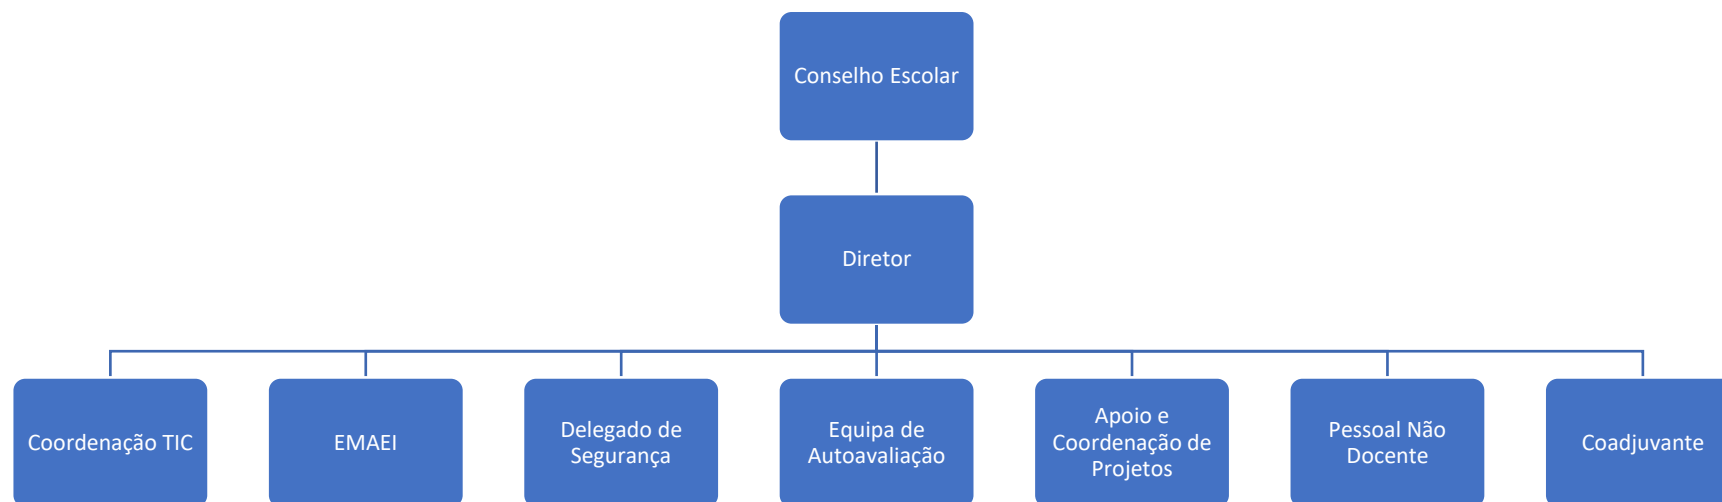 Conselho Escolar
Diretor
Coordenação TIC
EMAEI
Delegado de
Segurança
Equipa de
Autoavaliação
Apoio e
Coordenação de
Projetos
Pessoal Não
Docente
Coadjuvante